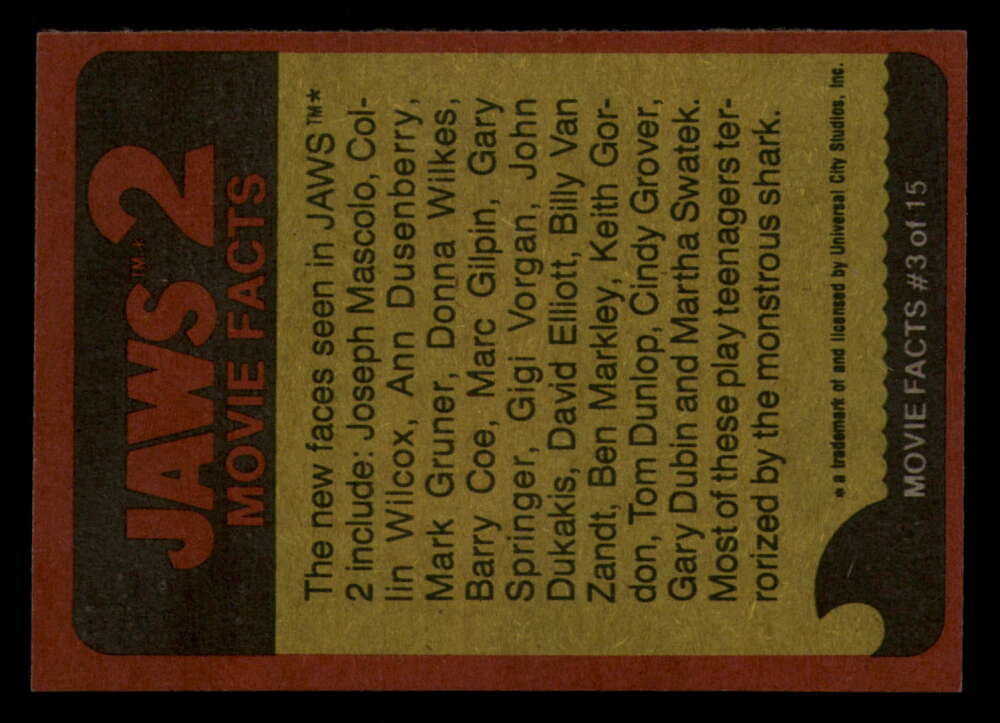 JAWS™* 2
MOVIE FACTS
The new faces seen in JAWS™*
2 include: Joseph Mascolo, Col-
lin Wilcox, Ann Dusenberry,
Mark Gruner, Donna Wilkes,
Barry Coe, Marc Gilpin, Gary
Springer, Gigi Vorgan, John
Dukakis, David Elliott, Billy Van
Zandt, Ben Markley, Keith Gor-
don, Tom Dunlop, Cindy Grover,
Gary Dubin and Martha Swatek.
Most of these play teenagers ter-
rorized by the monstrous shark.
* a trademark of and licensed by Universal City Studios, Inc.
MOVIE FACTS #3 of 15